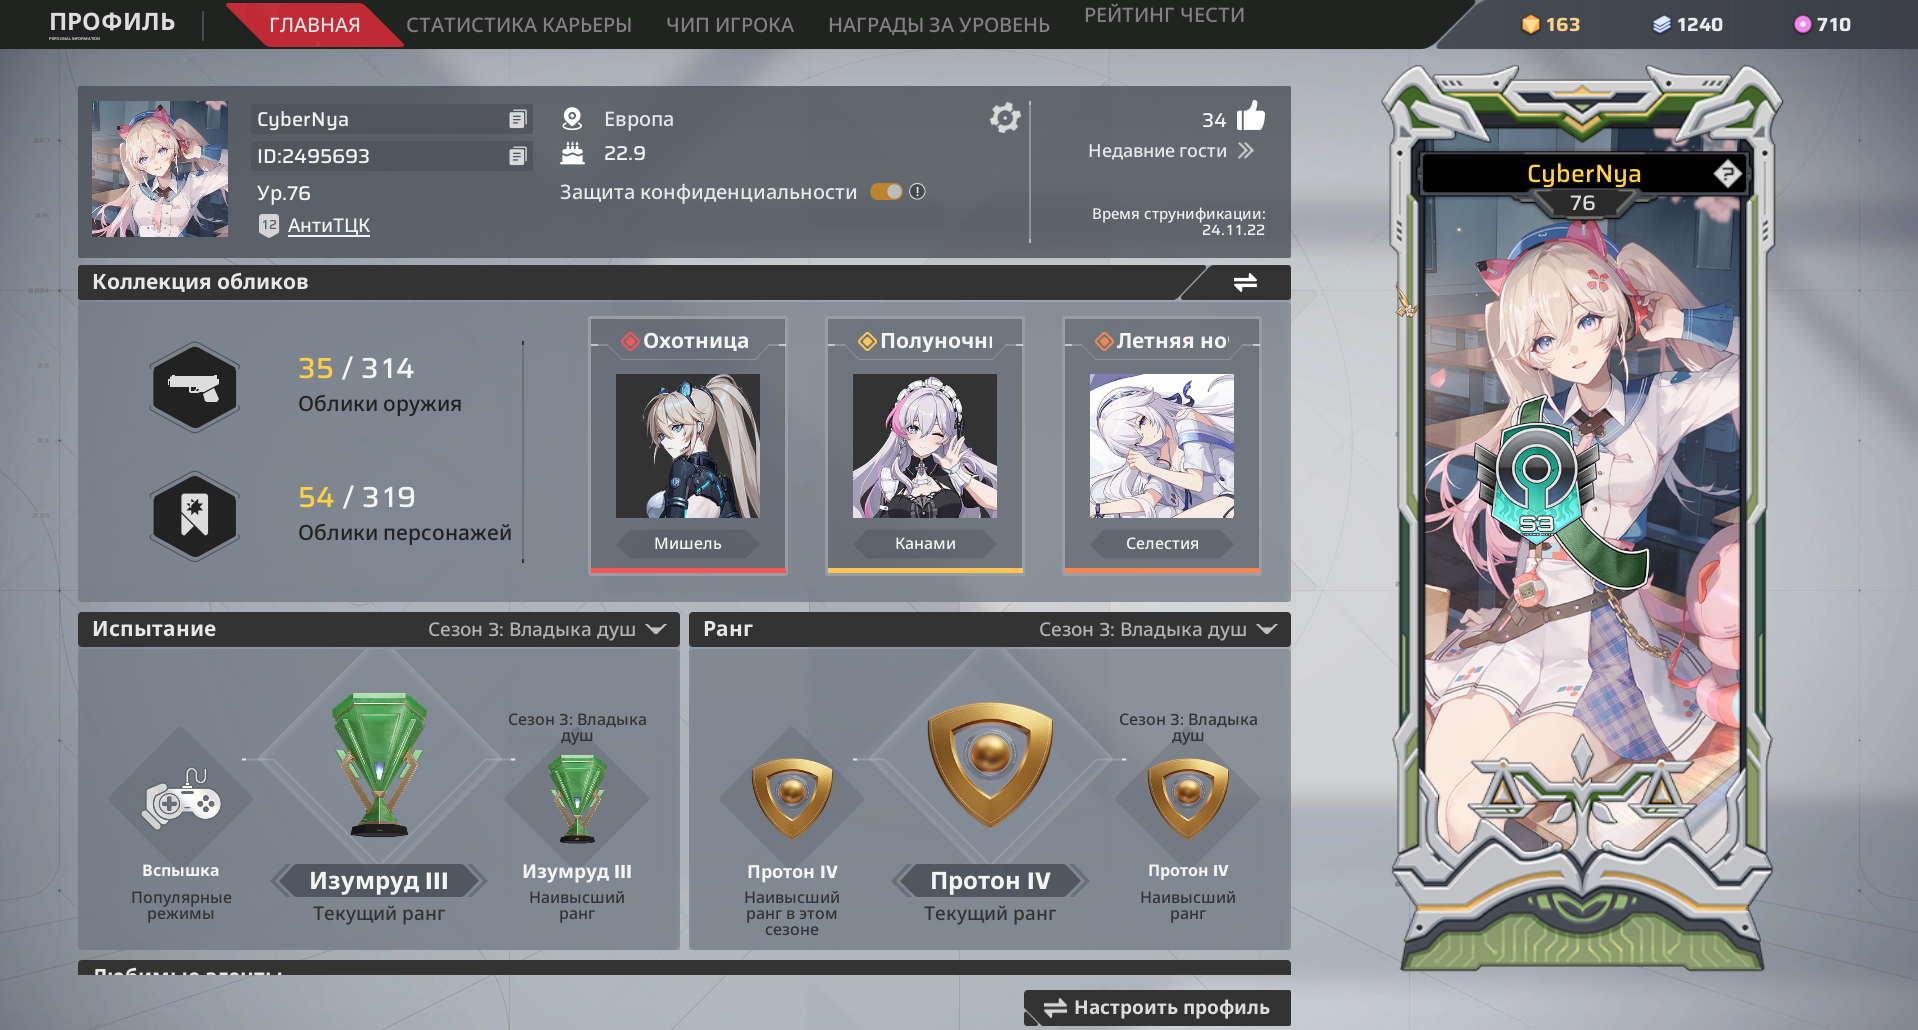 ПРОФИЛЬ
PERSONAL INFORMATION
ГЛАВНАЯ
СТАТИСТИКА КАРЬЕРЫ
ЧИП ИГРОКА
НАГРАДЫ ЗА УРОВЕНЬ
РЕЙТИНГ ЧЕСТИ
163
1240
710
CyberNya
ID:2495693
Ур.76
12 АнтиТЦК
Европа
22.9
Защита конфиденциальности
34
Недавние гости
Время струнификации:
24.11.22
Коллекция обликов
35 / 314
Облики оружия
54 / 319
Облики персонажей
Охотница
Мишель
Полуночн
Канами
Летняя но
Селестия
Испытание
Сезон 3: Владыка душ
Вспышка
Популярные
режимы
Изумруд III
Текущий ранг
Сезон 3: Владыка
душ
Изумруд III
Наивысший
ранг
Ранг
Сезон 3: Владыка душ
Протон IV
Наивысший
ранг в этом
сезоне
Протон IV
Текущий ранг
Сезон 3: Владыка
душ
Протон IV
Наивысший
ранг
Любимые агенты
Настроить профиль
CyberNya
76
S3